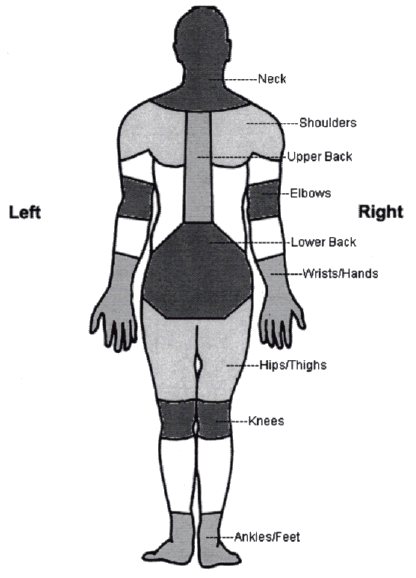 Neck
Shoulders
Upper Back
Elbows
Left
Right
Lower Back
Wrists/Hands
Hips/Thighs
Knees
Ankles/Feet